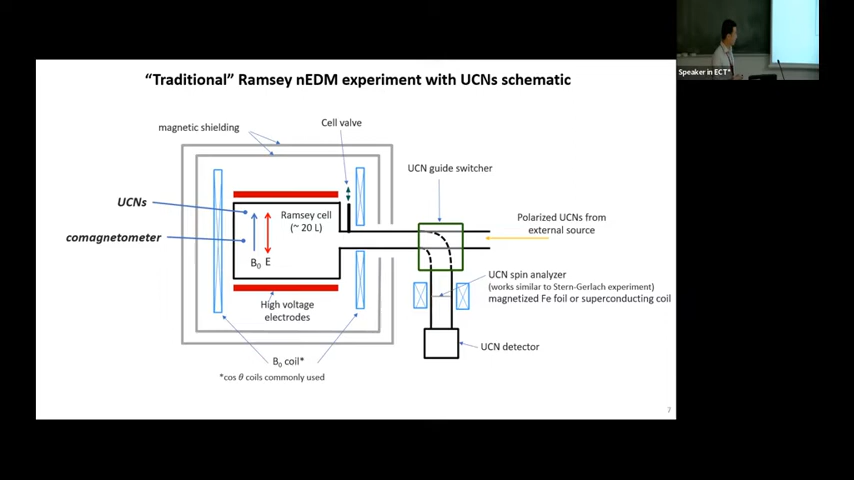 “Traditional” Ramsey nEDM experiment with UCNs schematic
Speaker in ECT*
magnetic shielding
Cell valve
UCN guide switcher
UCNs
comagnetometer
Ramsey cell
(~ 20 L)
B₀ E
Polarized UCNs from
external source
UCN spin analyzer
(works similar to Stern-Gerlach experiment)
magnetized Fe foil or superconducting coil
High voltage
electrodes
UCN detector
B₀ coil*
*cos θ coils commonly used
7